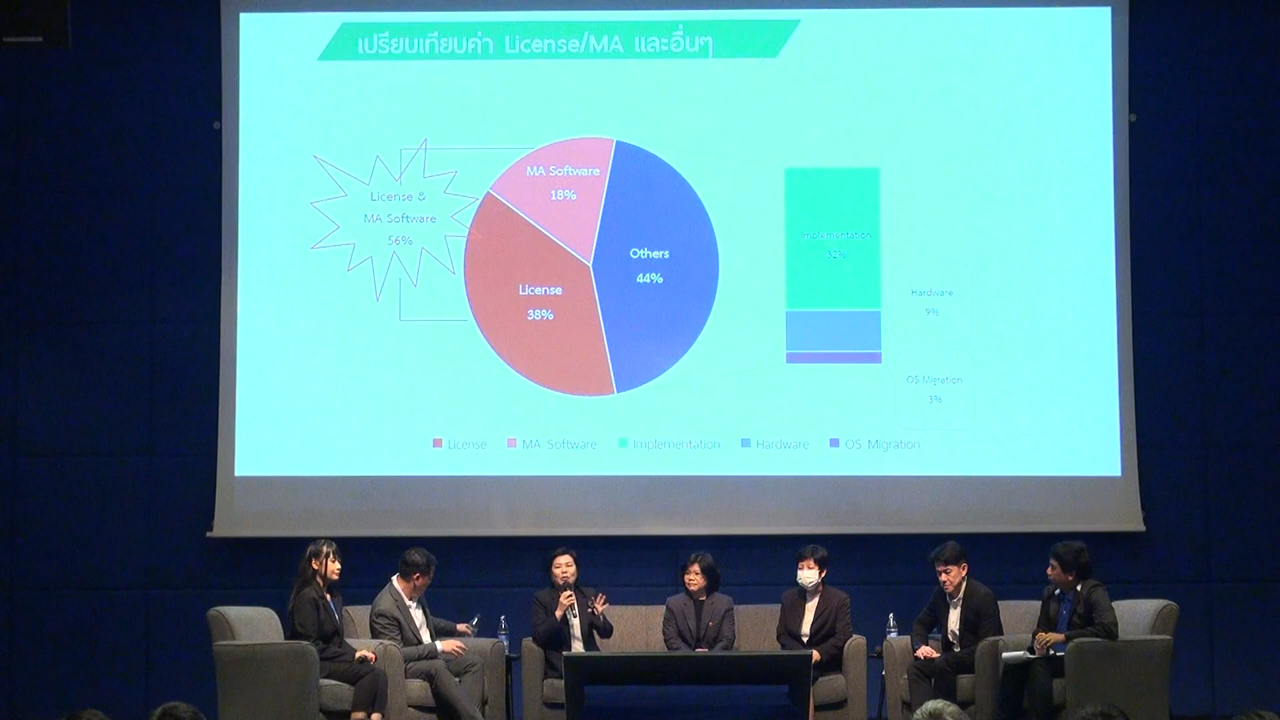 เปรียบเทียบค่า License/MA และอื่นๆ
License &
MA Software
56%
MA Software
18%
License
38%
Others
44%
Implementation
32%
Hardware
9%
OS Migration
3%
License MA Software Implementation Hardware OS Migration